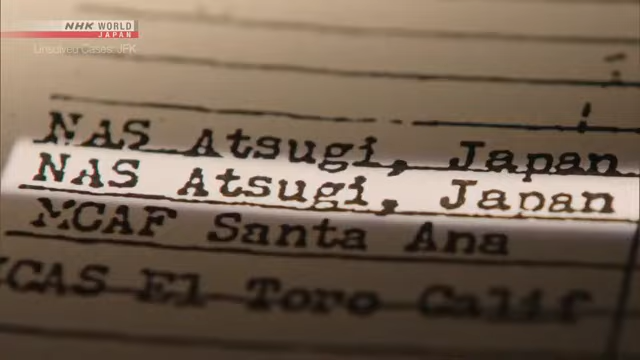 NHK WORLD
JAPAN
Unsolved Cases: JFK
NAS Atsugi, Japan
NAS Atsugi, Japan
MCAF Santa Ana
MCAS El Toro Calif